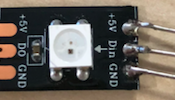 +5V
DO
GND
+5V
Din
GND